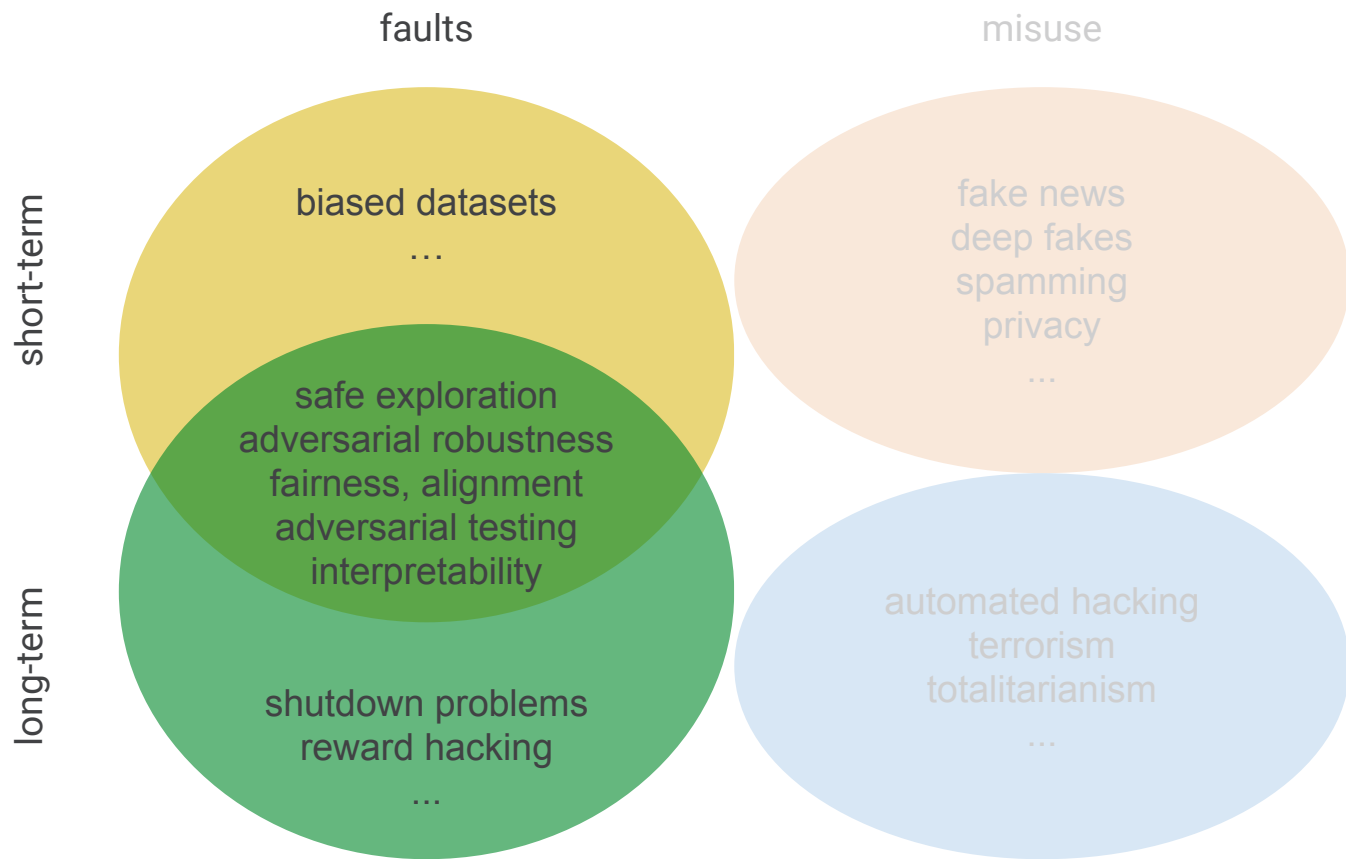 faults
misuse
short-term
biased datasets
…
fake news
deep fakes
spamming
privacy
...
safe exploration
adversarial robustness
fairness, alignment
adversarial testing
interpretability
long-term
shutdown problems
reward hacking
...
automated hacking
terrorism
totalitarianism
...